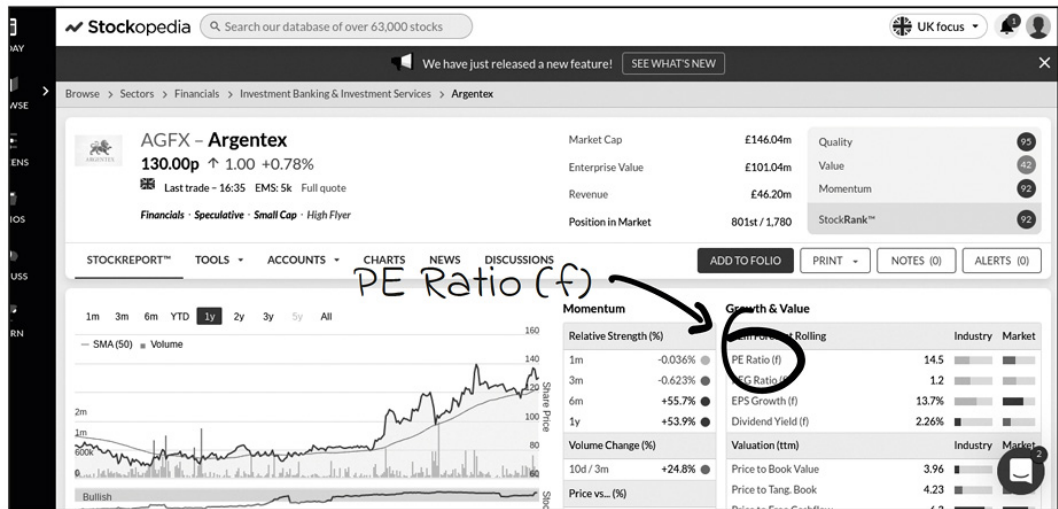 Stockopedia
Search our database of over 63,000 stocks
UK focus
1
We have just released a new feature! SEE WHAT'S NEW
Browse > Sectors > Financials > Investment Banking & Investment Services > Argentex
AGFX – Argentex
130.00p ↑ 1.00 +0.78%
Last trade – 16:35 EMS: 5k Full quote
Financials · Speculative · Small Cap · High Flyer
ARGENTEX
Market Cap £146.04m
Enterprise Value £101.04m
Revenue £46.20m
Position in Market 801st / 1,780
Quality 95
Value 42
Momentum 92
StockRank™ 92
STOCKREPORT™ TOOLS ACCOUNTS CHARTS NEWS DISCUSSIONS
ADD TO FOLIO PRINT NOTES (0) ALERTS (0)
PE Ratio (f)
1m 3m 6m YTD 1y 2y 3y 5y All
SMA (50) Volume
160
140
120
100
80
60
Share Price
2m
1m
600k
0
Bullish
Momentum
Relative Strength (%)
1m -0.036%
3m -0.623%
6m +55.7%
1y +53.9%
Volume Change (%)
10d / 3m +24.8%
Price vs... (%)
Growth & Value
Rolling Industry Market
PE Ratio (f) 14.5
PEG Ratio (f) 1.2
EPS Growth (f) 13.7%
Dividend Yield (f) 2.26%
Valuation (ttm) Industry Market
Price to Book Value 3.96
Price to Tang. Book 4.23
2